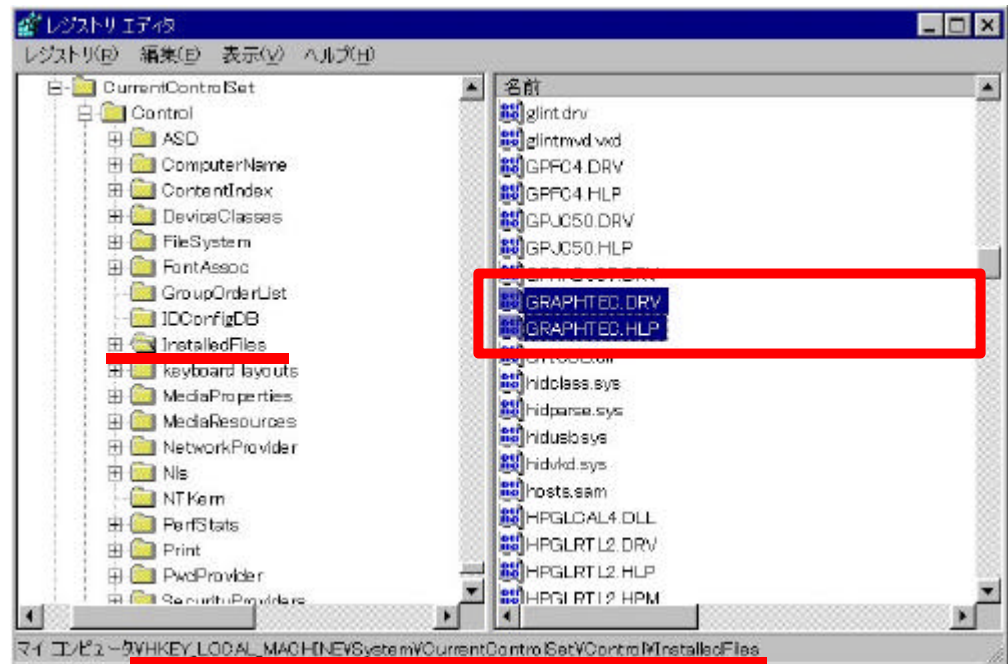 レジストリ エディタ
レジストリ(R) 編集(E) 表示(V) ヘルプ(H)
CurrentControlSet
Control
ASD
ComputerName
ContentIndex
DeviceClasses
FileSystem
FontAssoc
GroupOrderList
IDConfigDB
InstalledFiles
keyboard layouts
MediaProperties
MediaResources
NetworkProvider
Nls
NTKern
PerfStats
Print
PwdProvider
SecurityProviders
名前
glint.drv
glintmvd.vxd
GPFC4.DRV
GPFC4.HLP
GPJC50.DRV
GPJC50.HLP
GRAPHTEC.DRV
GRAPHTEC.HLP
hidclass.sys
hidparse.sys
hidusb.sys
hidvkd.sys
hosts.sam
HPGLCAL4.DLL
HPGLRTL2.DRV
HPGLRTL2.HLP
HPGLRTL2.HPM
マイ コンピュータ¥HKEY_LOCAL_MACHINE¥System¥CurrentControlSet¥Control¥InstalledFiles